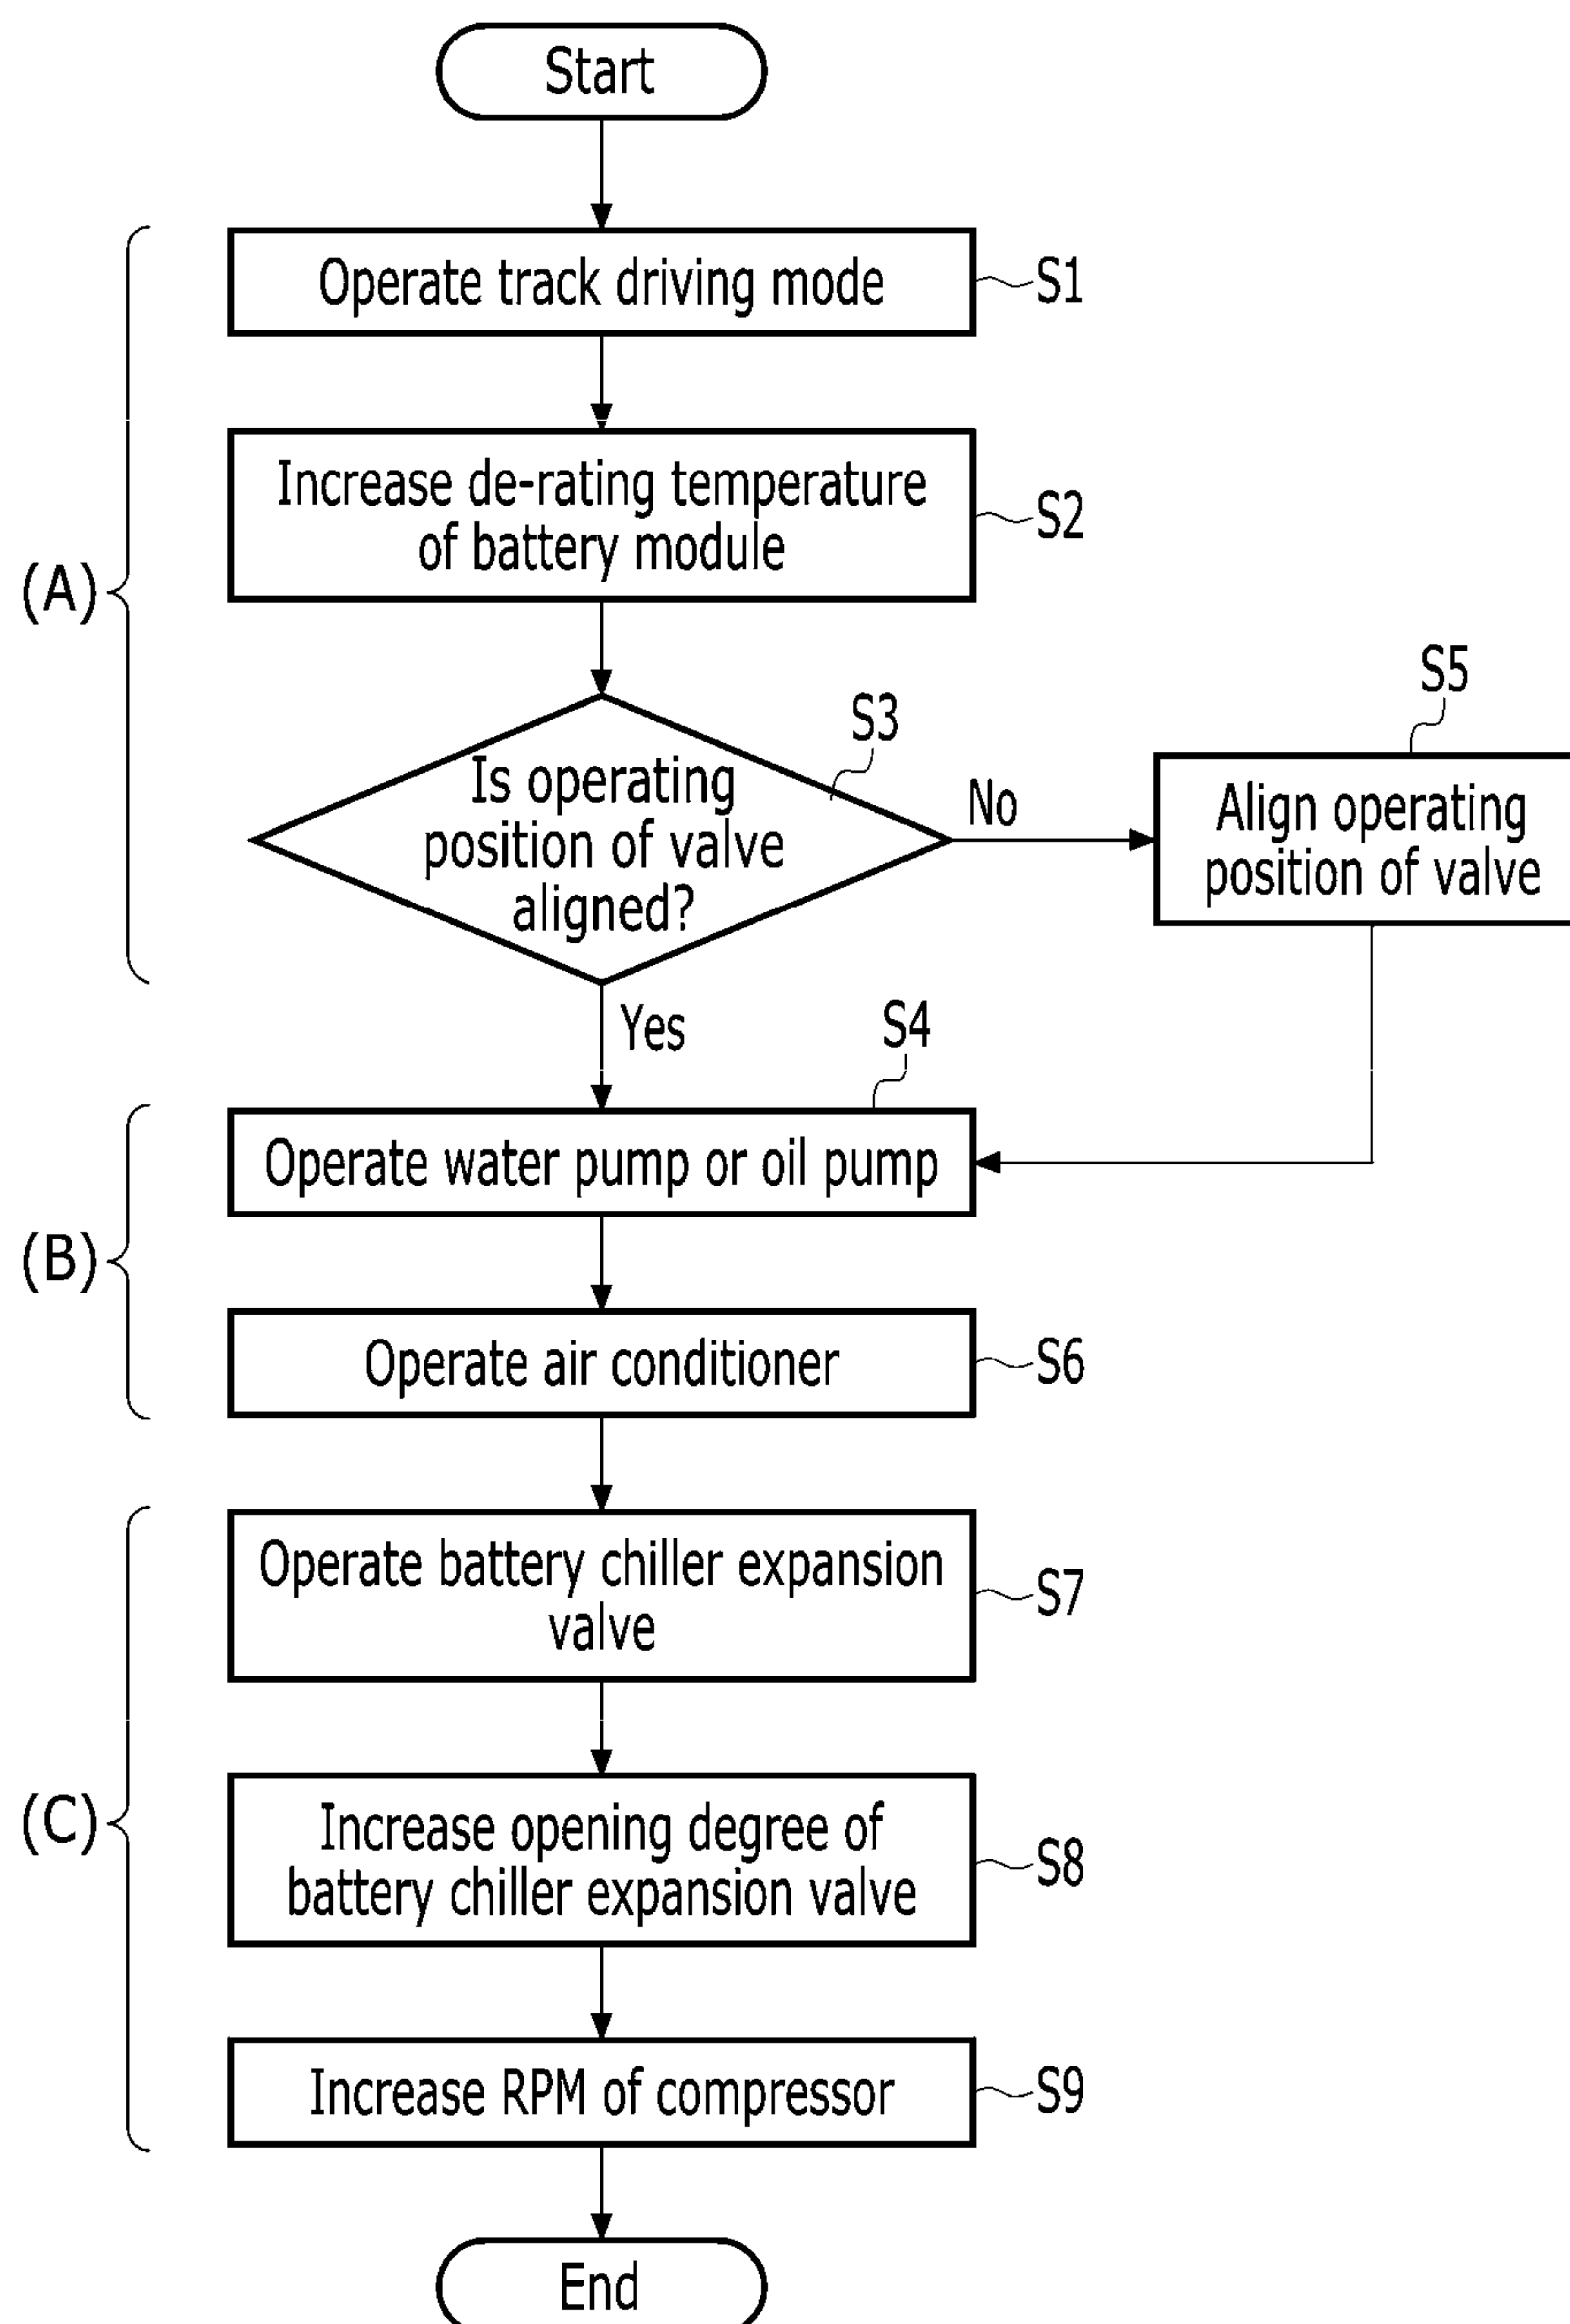 Start
Operate track driving mode
S1
Increase de-rating temperature
of battery module
S2
(A)
S3
Is operating
position of valve
aligned?
No
S5
Align operating
position of valve
Yes
S4
Operate water pump or oil pump
(B)
Operate air conditioner
S6
Operate battery chiller expansion
valve
S7
(C)
Increase opening degree of
battery chiller expansion valve
S8
Increase RPM of compressor
S9
End